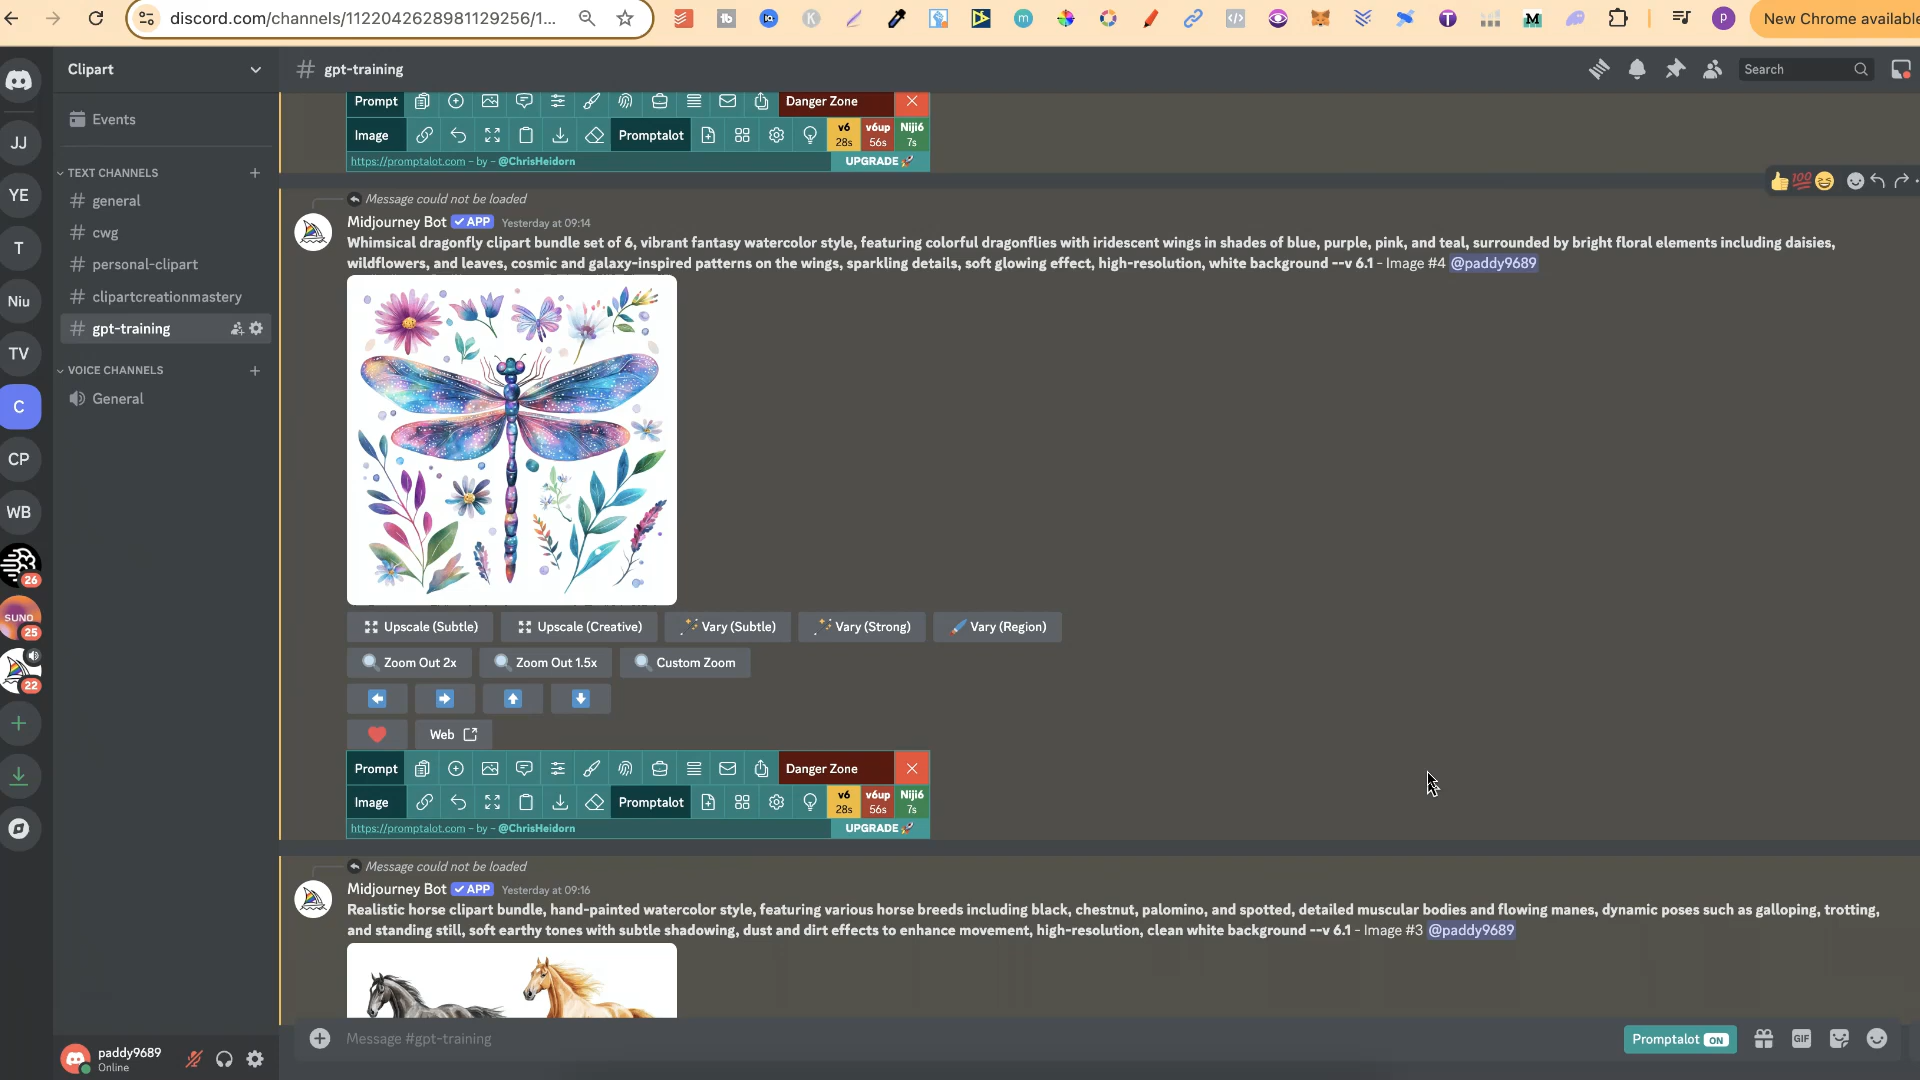 discord.com/channels/1122042628981129256/1...
New Chrome available
Clipart
gpt-training
Search
Events
TEXT CHANNELS
general
cwg
personal-clipart
clipartcreationmastery
gpt-training
VOICE CHANNELS
General
JJ
YE
T
Niu
TV
C
CP
WB
26
SUNO
25
22
Prompt
Danger Zone
Image
Promptalot
v6
28s
v6up
56s
Niji6
7s
https://promptalot.com – by – @ChrisHeidorn
UPGRADE 🚀
Message could not be loaded
Midjourney Bot ✓ APP Yesterday at 09:14
Whimsical dragonfly clipart bundle set of 6, vibrant fantasy watercolor style, featuring colorful dragonflies with iridescent wings in shades of blue, purple, pink, and teal, surrounded by bright floral elements including daisies,
wildflowers, and leaves, cosmic and galaxy-inspired patterns on the wings, sparkling details, soft glowing effect, high-resolution, white background --v 6.1 - Image #4 @paddy9689
Upscale (Subtle)
Upscale (Creative)
Vary (Subtle)
Vary (Strong)
Vary (Region)
Zoom Out 2x
Zoom Out 1.5x
Custom Zoom
Web
Prompt
Danger Zone
Image
Promptalot
v6
28s
v6up
56s
Niji6
7s
https://promptalot.com – by – @ChrisHeidorn
UPGRADE 🚀
Message could not be loaded
Midjourney Bot ✓ APP Yesterday at 09:16
Realistic horse clipart bundle, hand-painted watercolor style, featuring various horse breeds including black, chestnut, palomino, and spotted, detailed muscular bodies and flowing manes, dynamic poses such as galloping, trotting,
and standing still, soft earthy tones with subtle shadowing, dust and dirt effects to enhance movement, high-resolution, clean white background --v 6.1 - Image #3 @paddy9689
paddy9689
Online
Message #gpt-training
Promptalot ON
GIF